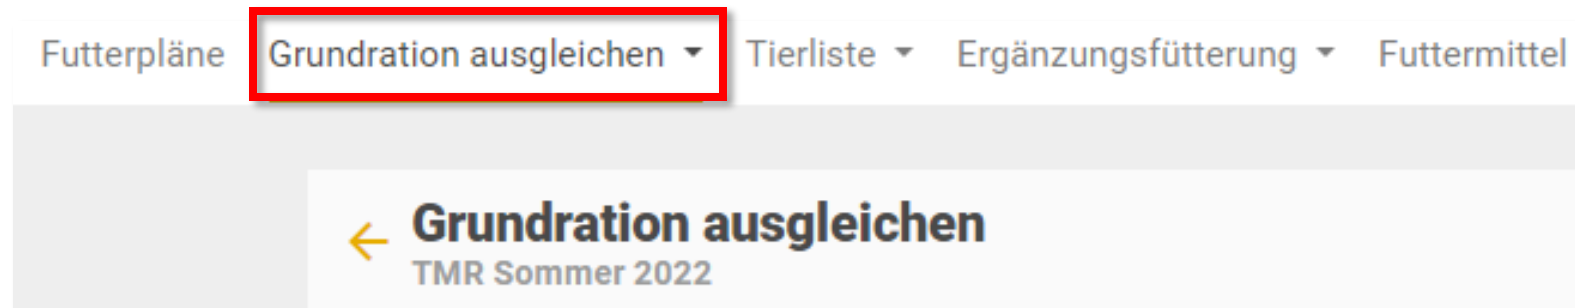 Futterpläne Grundration ausgleichen Tierliste Ergänzungsfütterung Futtermittel
Grundration ausgleichen
TMR Sommer 2022